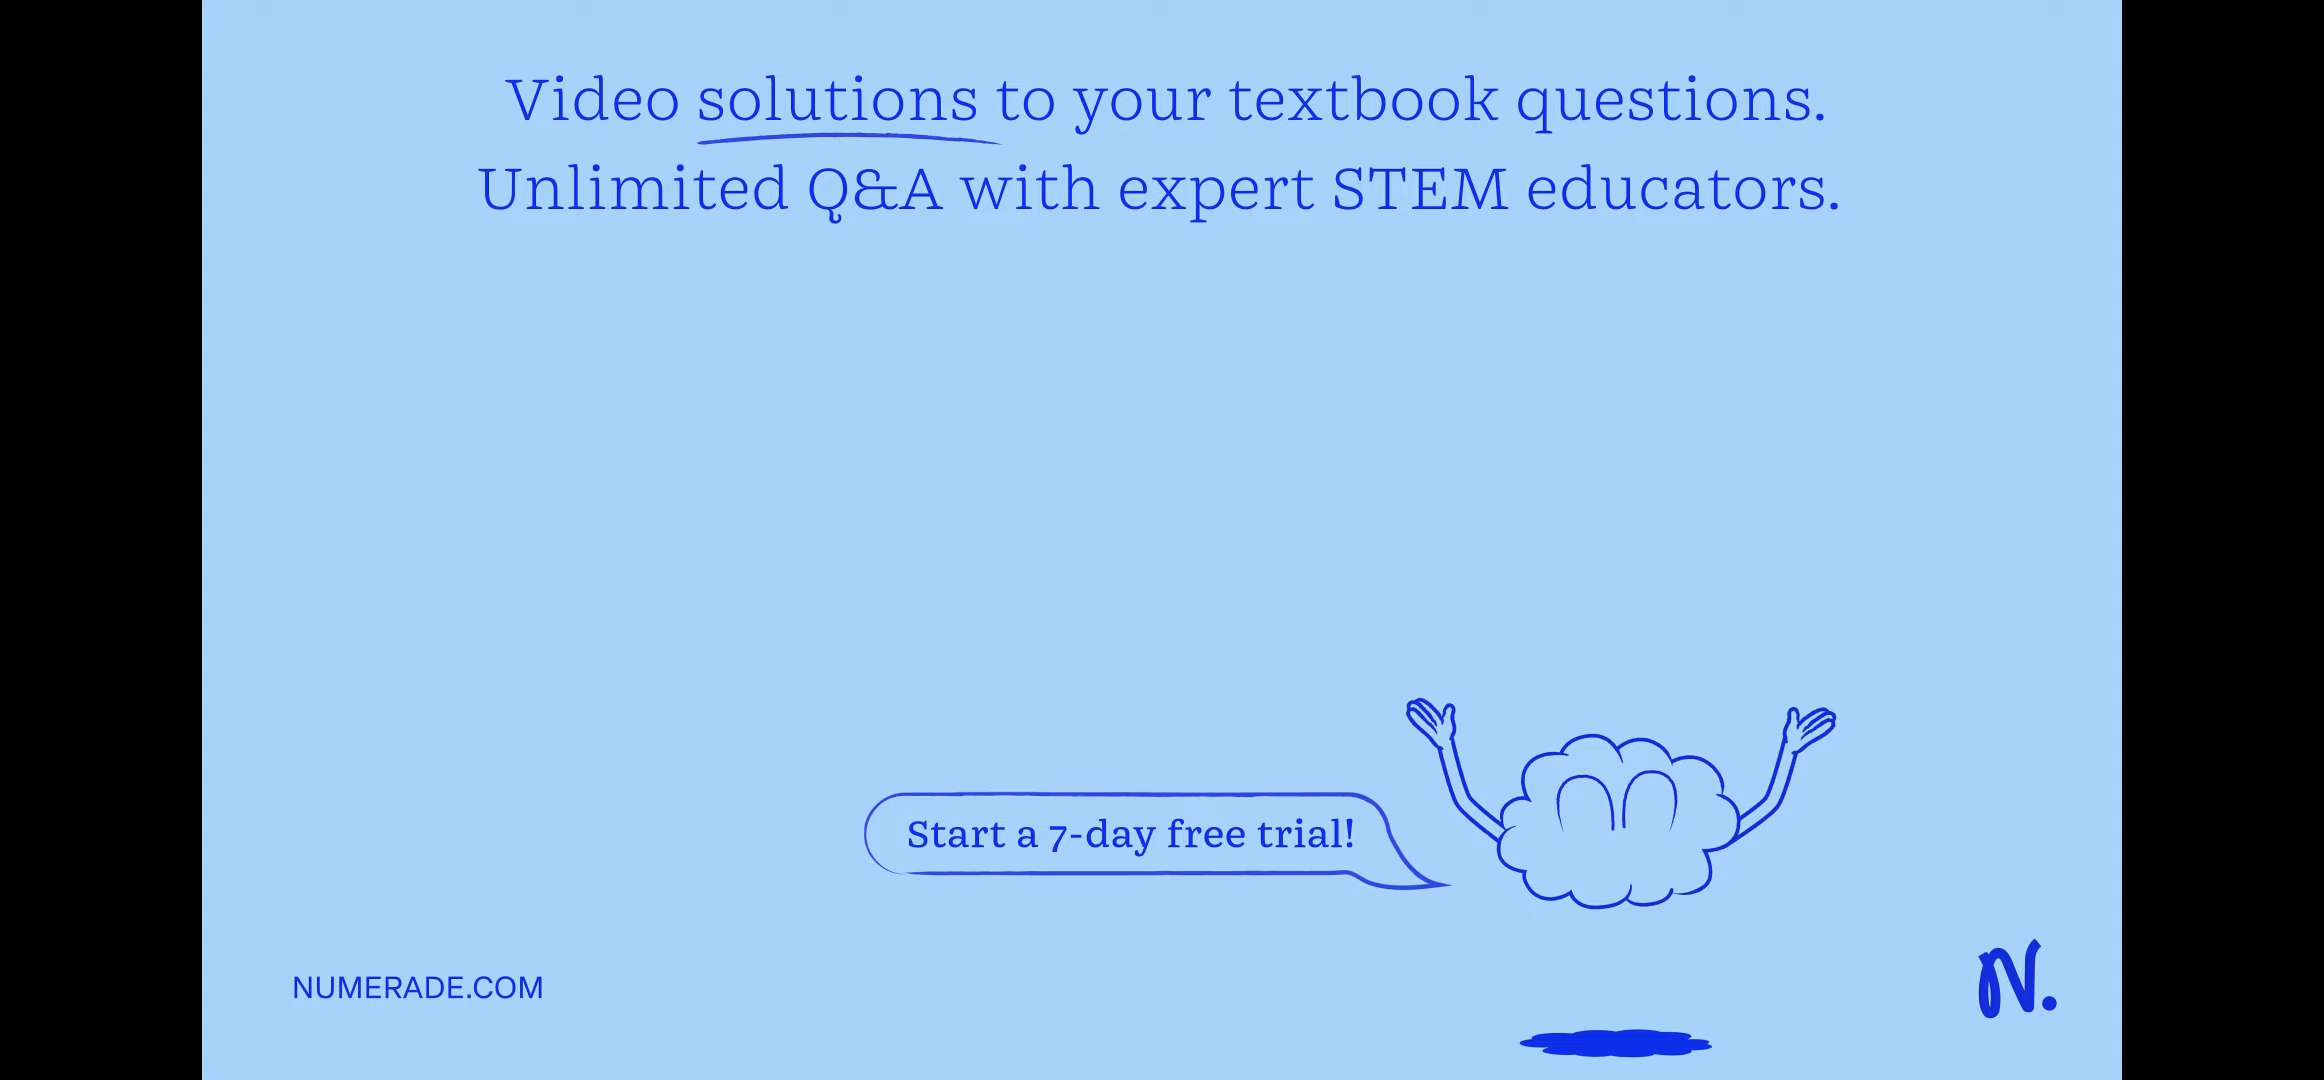 Video solutions to your textbook questions.
Unlimited Q&A with expert STEM educators.
Start a 7-day free trial!
NUMERADE.COM
N.